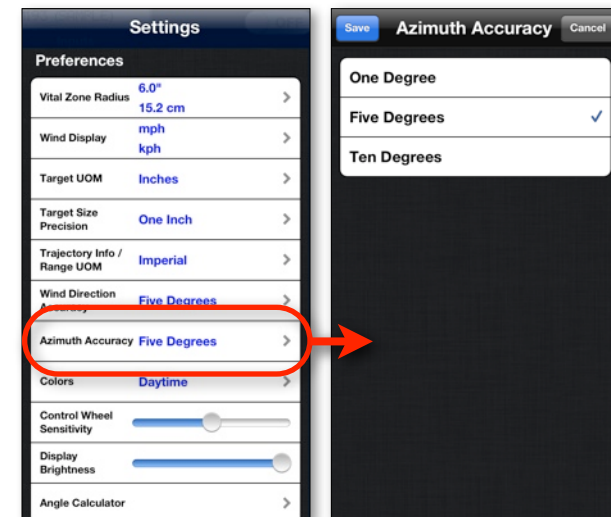 Settings
Preferences
Vital Zone Radius
6.0"
15.2 cm
Wind Display
mph
kph
Target UOM
Inches
Target Size
Precision
One Inch
Trajectory Info /
Range UOM
Imperial
Wind Direction
Accuracy
Five Degrees
Azimuth Accuracy
Five Degrees
Colors
Daytime
Control Wheel
Sensitivity
Display
Brightness
Angle Calculator
Save
Azimuth Accuracy
Cancel
One Degree
Five Degrees
Ten Degrees